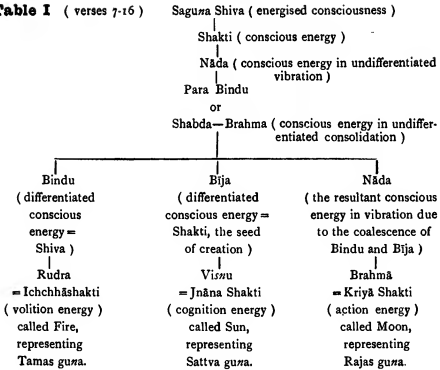 Table I ( verses 7-16 )
Saguna Shiva ( energised consciousness )
Shakti ( conscious energy )
Nāda ( conscious energy in undifferentiated
vibration )
Para Bindu
or
Shabda—Brahma ( conscious energy in undiffer-
entiated consolidation )
Bindu
( differentiated
conscious
energy=
Shiva )
Rudra
= Ichchhāshakti
( volition energy )
called Fire,
representing
Tamas guna.
Bīja
( differentiated
conscious energy=
Shakti, the seed
of creation )
Visnu
= Jnāna Shakti
( cognition energy )
called Sun,
representing
Sattva guna.
Nāda
( the resultant conscious
energy in vibration due
to the coalescence of
Bindu and Bīja )
Brahmā
= Kriyā Shakti
( action energy )
called Moon,
representing
Rajas guna.